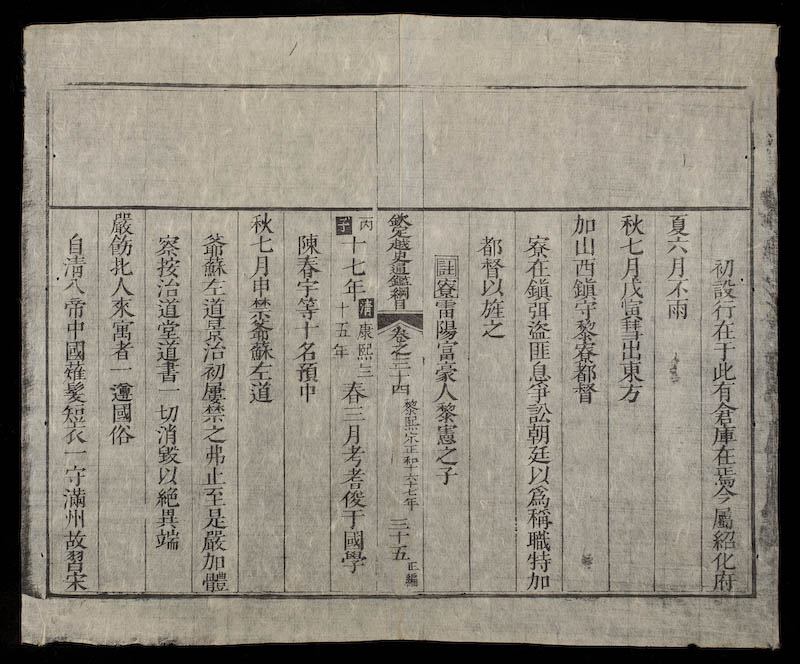 初設行在于此有倉庫在焉今屬紹化府
夏六月不雨
秋七月戊寅彗出東方
加山西鎮守黎寮都督
寮在鎮弭盜匪息爭訟朝廷以爲稱職特加
都督以旌之
註寮雷陽富豪人黎憲之子
欽定越史通鑑綱目 卷之三十四 黎熙宗正和十六十七年 三十五 正編
丙子十七年清康熙三十五年春三月考耆俊于國學
陳春宇等十名預中
秋七月申禁爺蘇左道
爺蘇左道景治初屢禁之弗止至是嚴加體
察按治道堂道書一切消毀以絕異端
嚴飭北人來寓者一遵國俗
自清入帝中國薙髮短衣一守滿州故習宋